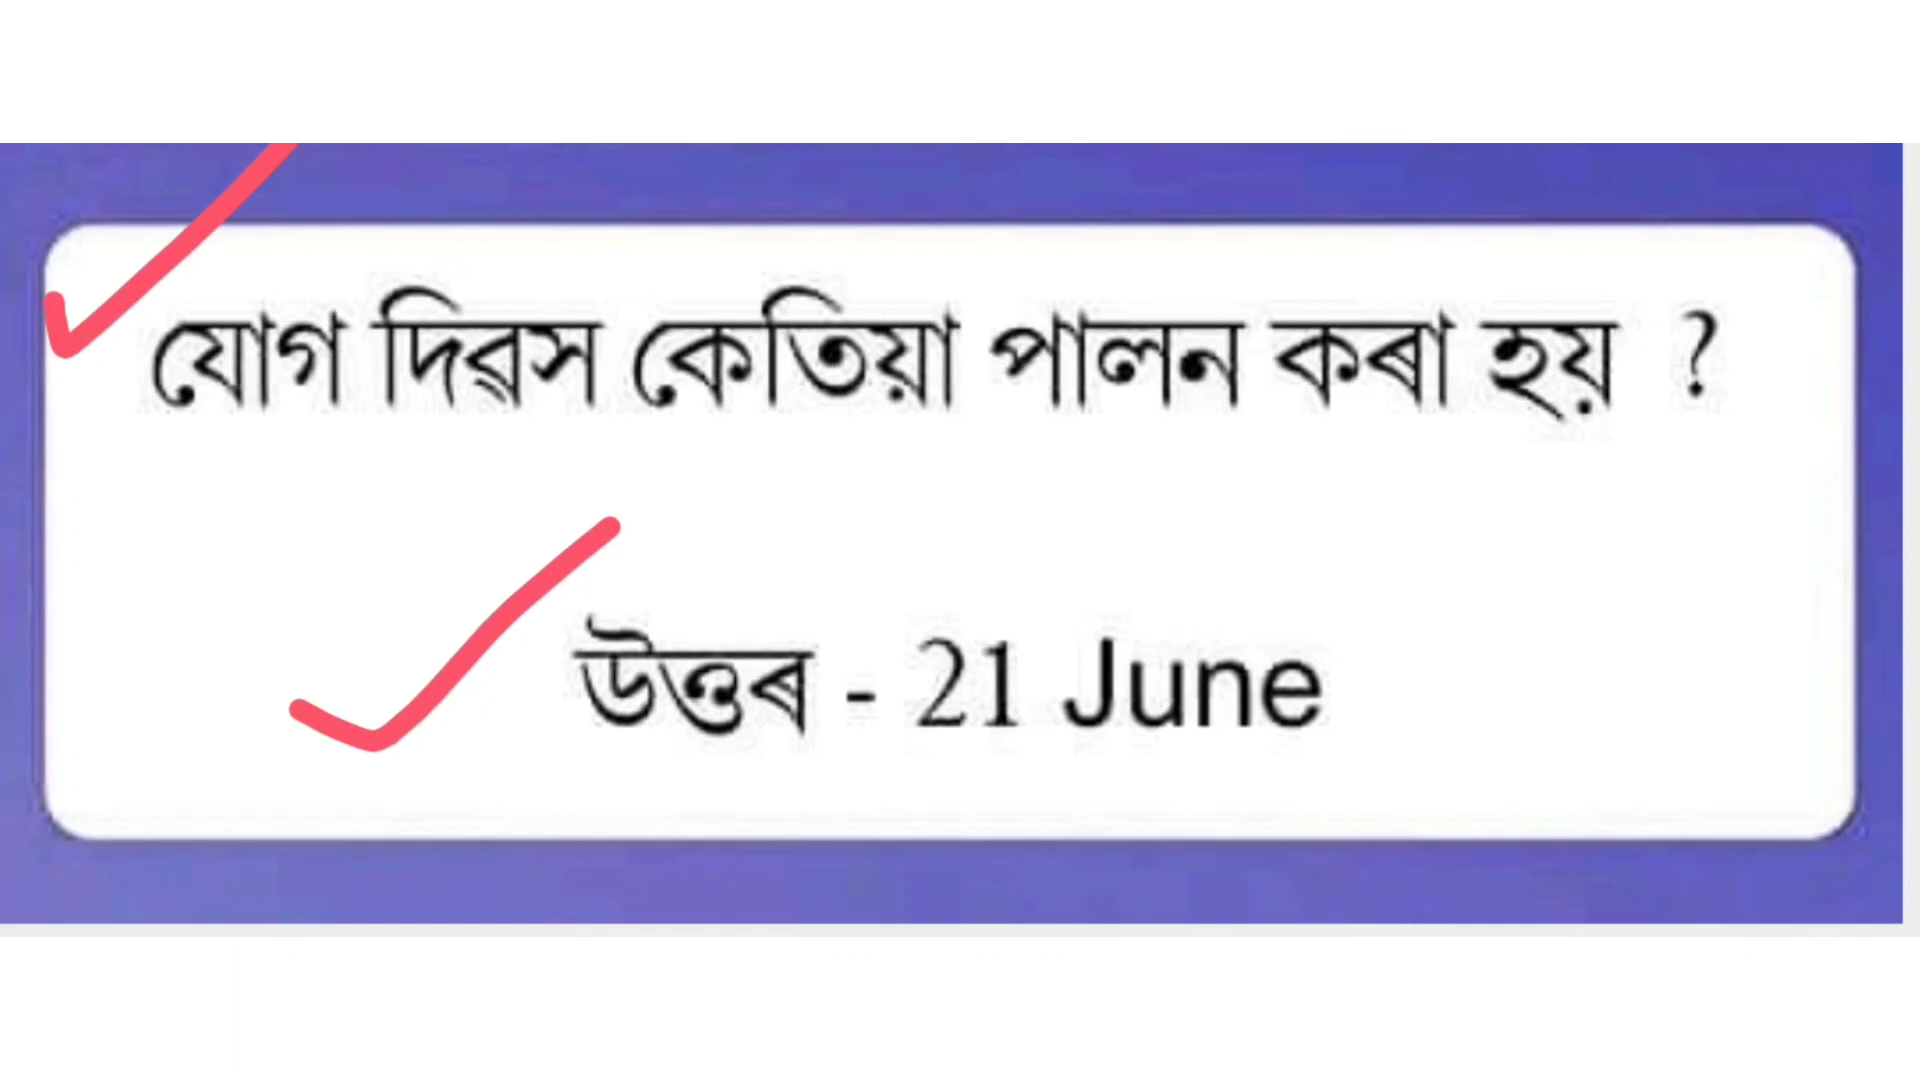 যোগ দিৱস কেতিয়া পালন কৰা হয় ?
উত্তৰ - 21 June